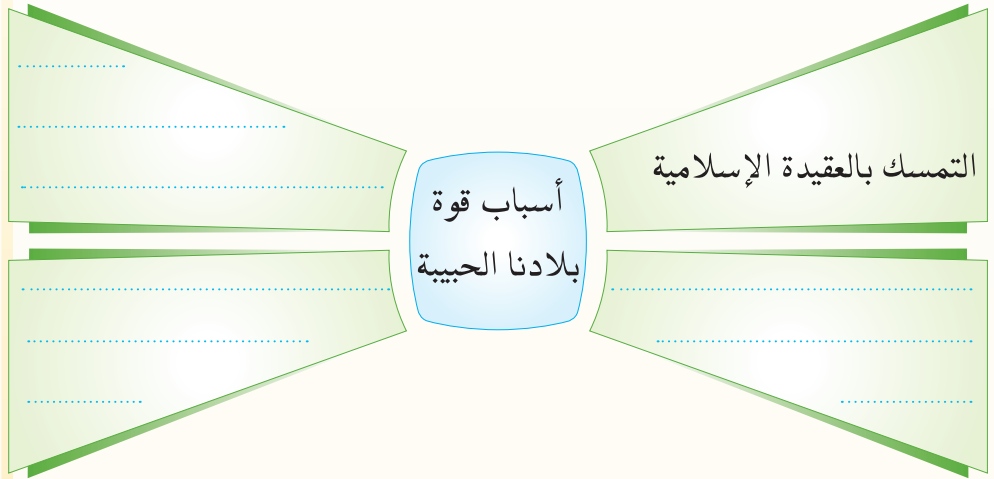 التمسك بالعقيدة الإسلامية
أسباب قوة
بلادنا الحبيبة